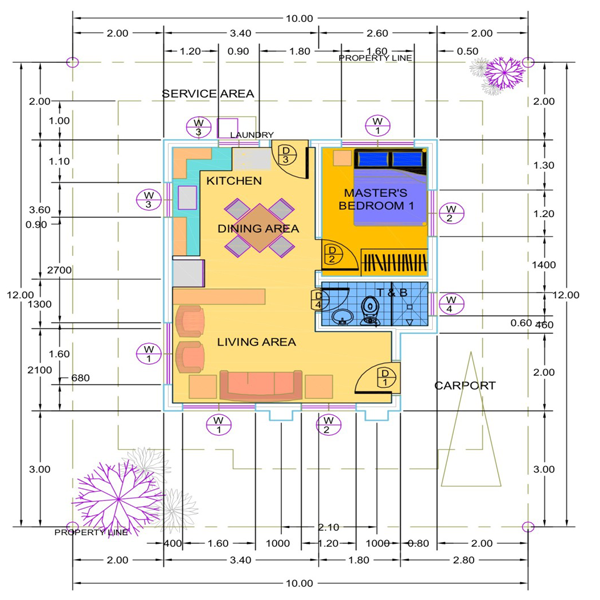 10.00
2.00
3.40
2.60
2.00
1.20
0.90
1.80
1.60
0.50
PROPERTY LINE
SERVICE AREA
W
3
LAUNDRY
W
1
D
3
KITCHEN
MASTER'S
BEDROOM 1
W
3
W
2
DINING AREA
D
2
T & B
D
4
W
4
LIVING AREA
W
1
D
1
CARPORT
W
1
W
2
PROPERTY LINE
2.00
1.00
1.10
3.60
0.90
2700
12.00
1300
1.60
2100
680
3.00
2.00
1.30
1.20
1400
12.00
0.60
460
2.00
3.00
2.10
400
1.60
1000
1.20
1000
0.80
2.00
2.00
3.40
1.80
2.80
10.00